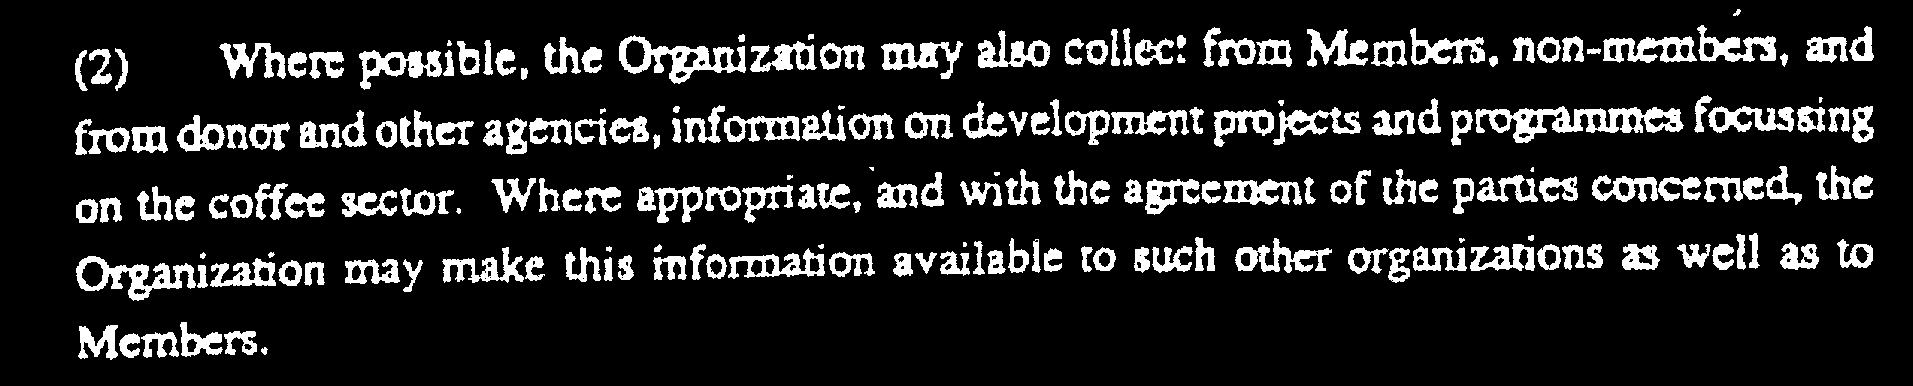 (2) Where possible, the Organization may also collect from Members, non-members, and
from donor and other agencies, information on development projects and programmes focussing
on the coffee sector. Where appropriate, and with the agreement of the parties concerned, the
Organization may make this information available to such other organizations as well as to
Members.